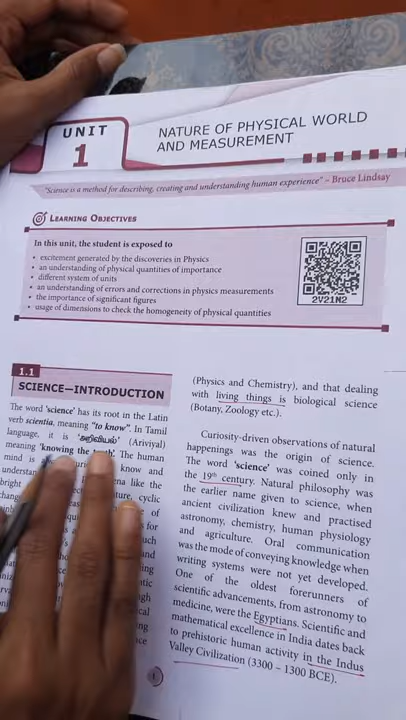 UNIT
1
NATURE OF PHYSICAL WORLD
AND MEASUREMENT
"Science is a method for describing, creating and understanding human experience" – Bruce Lindsay
LEARNING OBJECTIVES
In this unit, the student is exposed to
• excitement generated by the discoveries in Physics
• an understanding of physical quantities of importance
• different system of units
• an understanding of errors and corrections in physics measurements
• the importance of significant figures
• usage of dimensions to check the homogeneity of physical quantities
2V21N2
1.1
SCIENCE—INTRODUCTION
The word 'science' has its root in the Latin
verb scientia, meaning "to know". In Tamil
language, it is 'அறிவியல்' (Ariviyal)
meaning 'knowing the The human
mind is know and
like the
cyclic
of
for
such
and
(Physics and Chemistry), and that dealing
with living things is biological science
(Botany, Zoology etc.).
Curiosity-driven observations of natural
happenings was the origin of science.
The word 'science' was coined only in
the 19th century. Natural philosophy was
the earlier name given to science, when
ancient civilization knew and practised
astronomy, chemistry, human physiology
and agriculture. Oral communication
was the mode of conveying knowledge when
writing systems were not yet developed.
One of the oldest forerunners of
scientific advancements, from astronomy to
medicine, were the Egyptians. Scientific and
mathematical excellence in India dates back
to prehistoric human activity in the Indus
Valley Civilization (3300 – 1300 BCE).
1